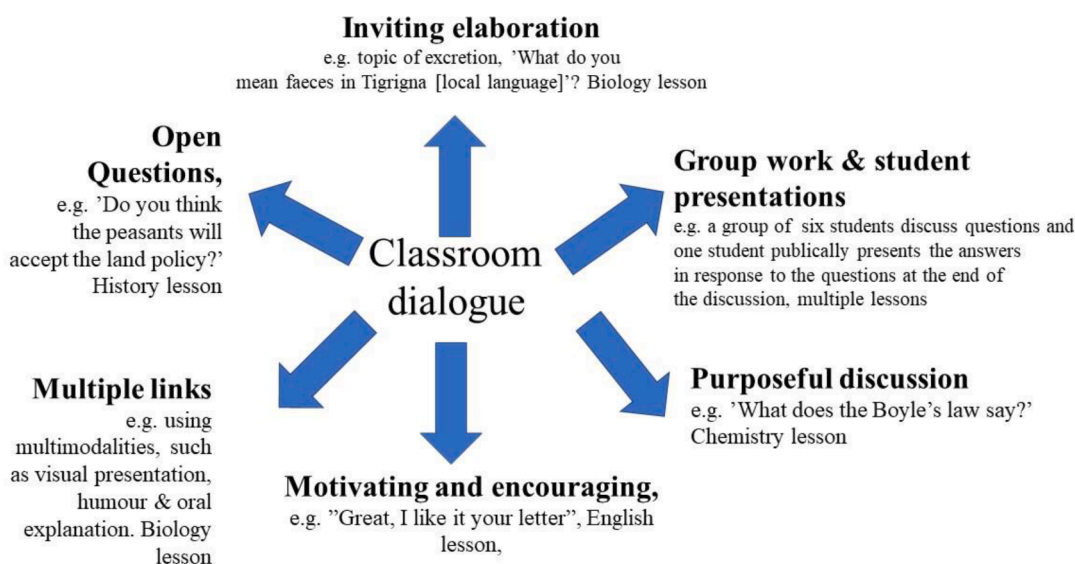 Inviting elaboration
e.g. topic of excretion, ’What do you
mean faeces in Tigrigna [local language]’? Biology lesson
Open
Questions,
e.g. ’Do you think
the peasants will
accept the land policy?’
History lesson
Group work & student
presentations
e.g. a group of six students discuss questions and
one student publically presents the answers
in response to the questions at the end of
the discussion, multiple lessons
Classroom
dialogue
Multiple links
e.g. using
multimodalities, such
as visual presentation,
humour & oral
explanation. Biology
lesson
Purposeful discussion
e.g. ’What does the Boyle’s law say?’
Chemistry lesson
Motivating and encouraging,
e.g. ”Great, I like it your letter”, English
lesson,